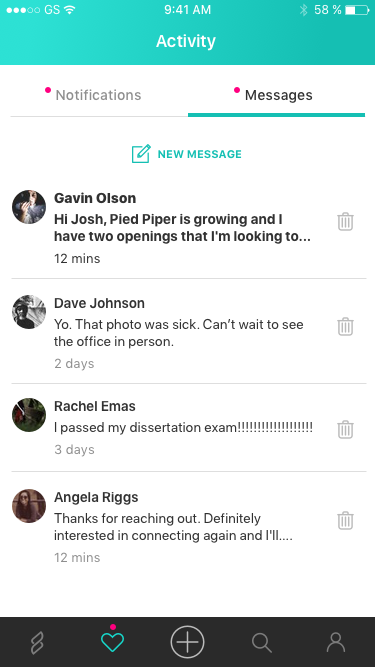 GS 9:41 AM 58 %
Activity
Notifications Messages
NEW MESSAGE
Gavin Olson
Hi Josh, Pied Piper is growing and I
have two openings that I'm looking to...
12 mins
Dave Johnson
Yo. That photo was sick. Can’t wait to see
the office in person.
2 days
Rachel Emas
I passed my dissertation exam!!!!!!!!!!!!!!!!!!!
3 days
Angela Riggs
Thanks for reaching out. Definitely
interested in connecting again and I'll....
12 mins